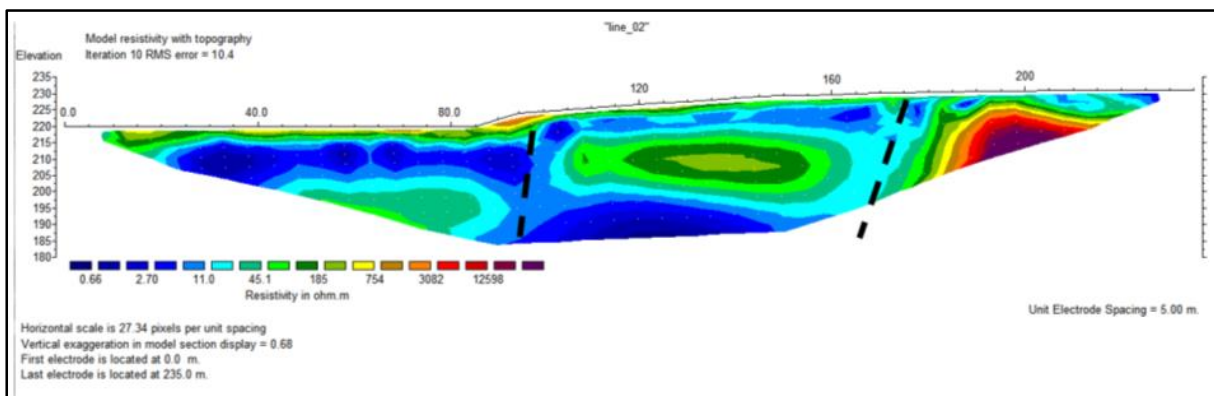 "line_02"
Model resistivity with topography
Iteration 10 RMS error = 10.4
Elevation
235
230
225
220
215
210
205
200
195
190
185
180
0.0 40.0 80.0 120 160 200
0.66 2.70 11.0 45.1 185 754 3082 12598
Resistivity in ohm.m
Unit Electrode Spacing = 5.00 m.
Horizontal scale is 27.34 pixels per unit spacing
Vertical exaggeration in model section display = 0.68
First electrode is located at 0.0 m.
Last electrode is located at 235.0 m.